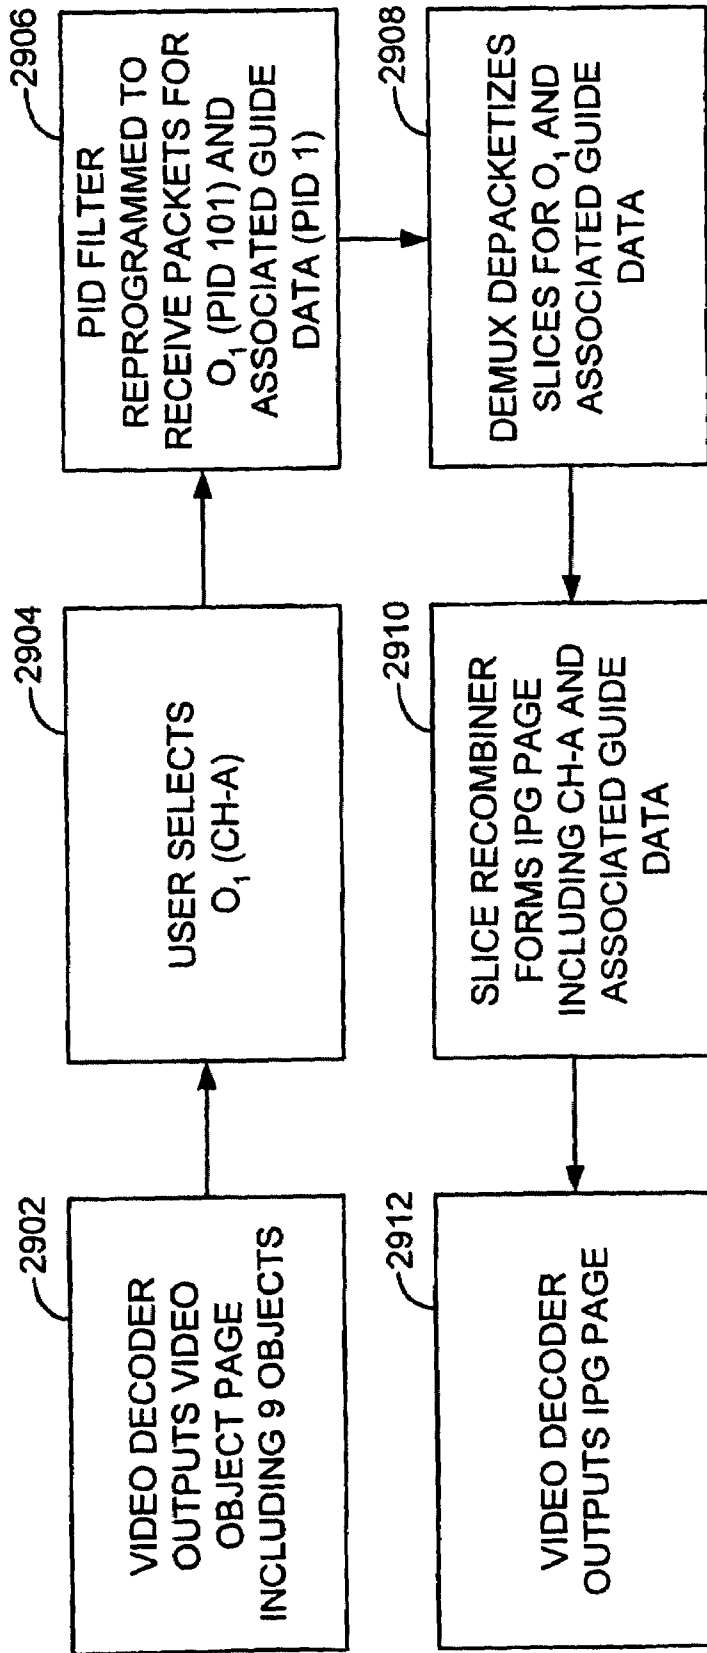 2902
VIDEO DECODER
OUTPUTS VIDEO
OBJECT PAGE
INCLUDING 9 OBJECTS
2904
USER SELECTS
O₁ (CH-A)
2906
PID FILTER
REPROGRAMMED TO
RECEIVE PACKETS FOR
O₁ (PID 101) AND
ASSOCIATED GUIDE
DATA (PID 1)
2908
DEMUX DEPACKETIZES
SLICES FOR O₁ AND
ASSOCIATED GUIDE
DATA
2910
SLICE RECOMBINER
FORMS IPG PAGE
INCLUDING CH-A AND
ASSOCIATED GUIDE
DATA
2912
VIDEO DECODER
OUTPUTS IPG PAGE